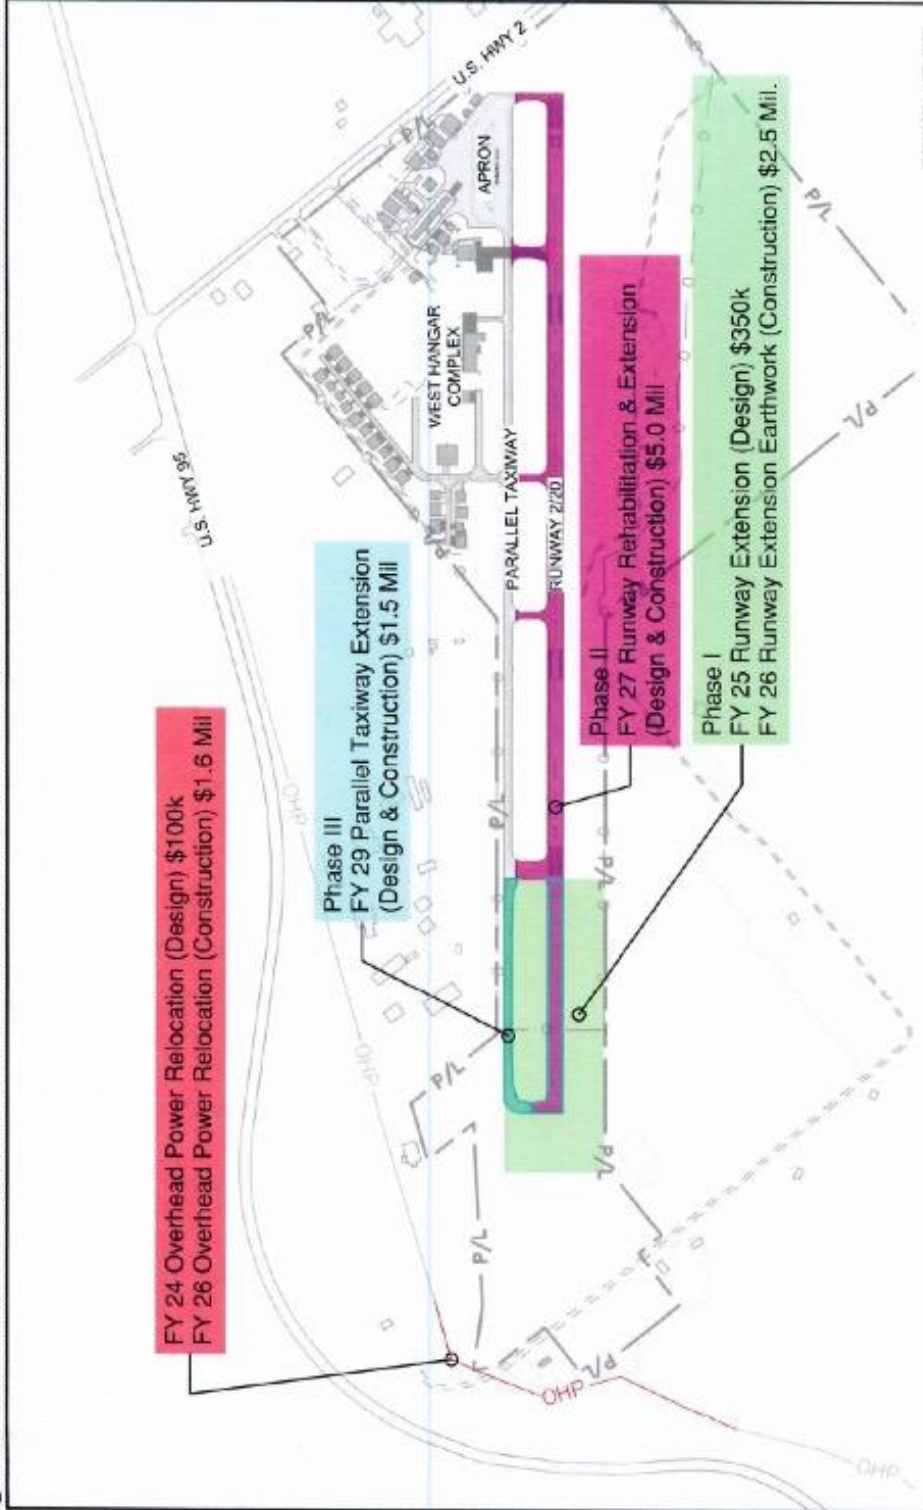 FY 24 Overhead Power Relocation (Design) $100k
FY 26 Overhead Power Relocation (Construction) $1.6 Mil
U.S. HWY 95
U.S. HWY 2
Phase III
FY 29 Parallel Taxiway Extension
(Design & Construction) $1.5 Mil
WEST HANGAR
COMPLEX
APRON
PARALLEL TAXIWAY
RUNWAY 2/20
Phase II
FY 27 Runway Rehabilitation & Extension
(Design & Construction) $5.0 Mil
Phase I
FY 25 Runway Extension (Design) $350k
FY 26 Runway Extension Earthwork (Construction) $2.5 Mil.
OHP
OHP
OHP
OHP
P/L
P/L
P/L
P/L
P/L
P/L
P/L
P/L
P/L
P/L